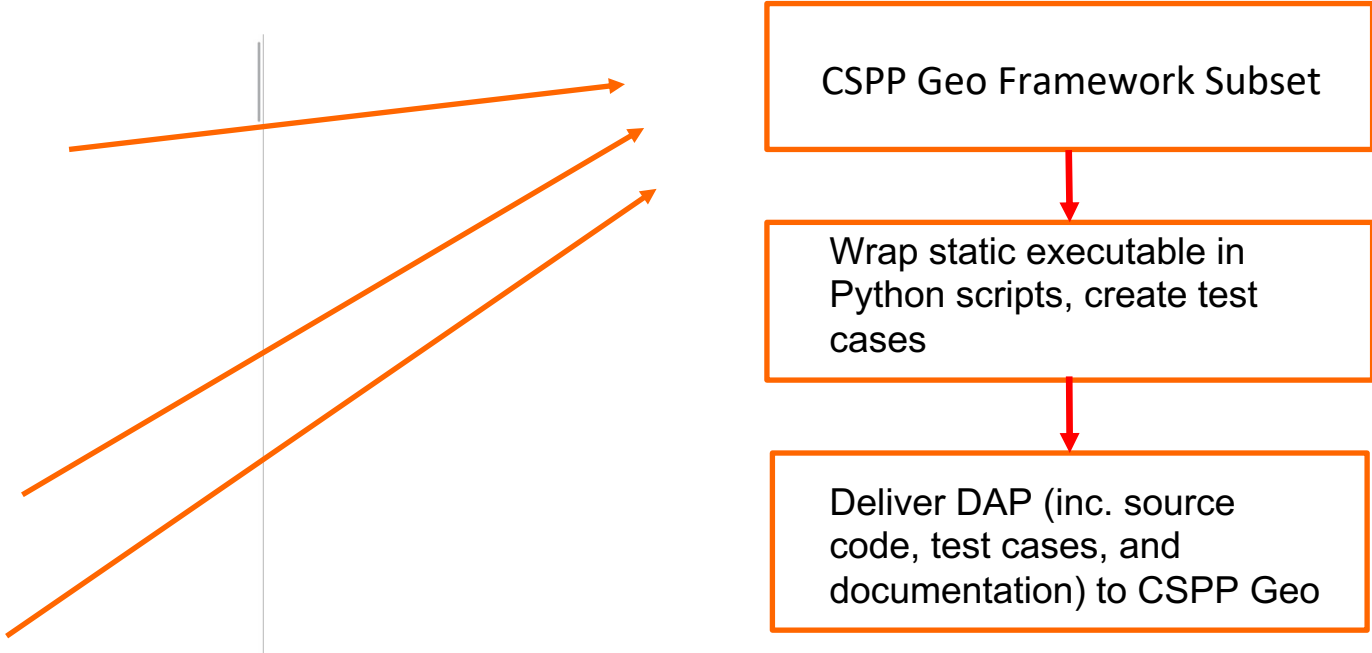 CSPP Geo Framework Subset
Wrap static executable in
Python scripts, create test
cases
Deliver DAP (inc. source
code, test cases, and
documentation) to CSPP Geo